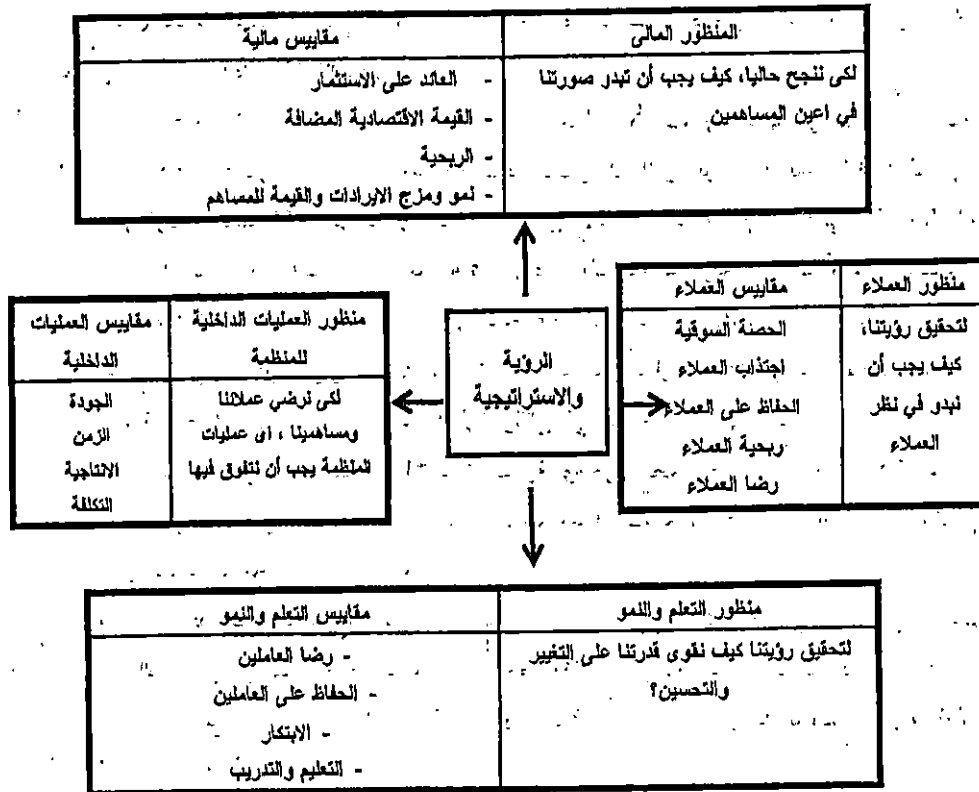 المنظور المالى
مقاييس مالية
لكى ننجح حاليا، كيف يجب أن تبدر صورتنا
في اعين المساهمين
- العائد على الاستثمار
- القيمة الاقتصادية المضافة
- الربحية
- نمو ومزج الايرادات والقيمة للمساهم
منظور العملاء
مقاييس العملاء
لتحقيق رؤيتنا،
كيف يجب أن
نبدو في نظر
العملاء
الحصة السوقية
اجتذاب العملاء
الحفاظ على العملاء
ربحية العملاء
رضا العملاء
الرؤية
والاستراتيجية
منظور العمليات الداخلية
للمنظمة
مقاييس العمليات
الداخلية
لكى نرضي عملائنا
ومساهمينا ، اى عمليات
المنظمة يجب أن نتفوق فيها
الجودة
الزمن
الانتاجية
التكلفة
منظور التعلم والنمو
مقاييس التعلم والنمو
لتحقيق رؤيتنا كيف نقوى قدرتنا على التغيير
والتحسين؟
- رضا العاملين
- الحفاظ على العاملين
- الابتكار
- التعليم والتدريب